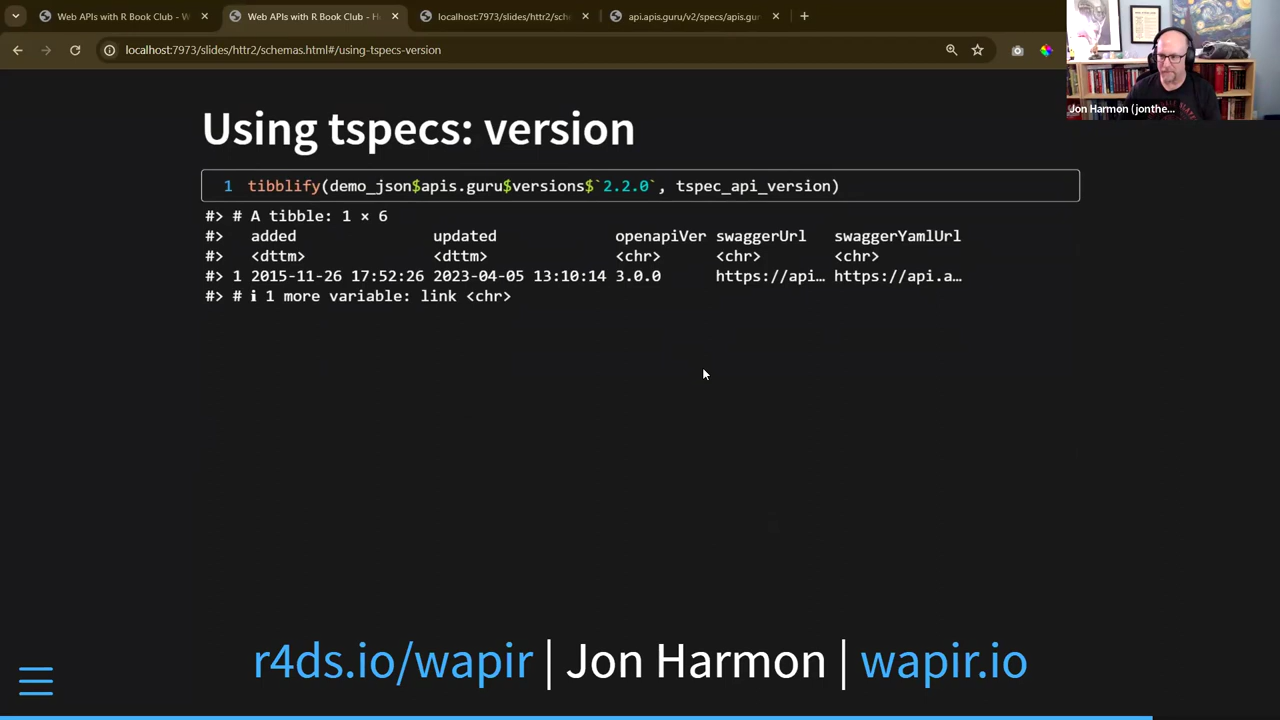 Web APIs with R Book Club - W
Web APIs with R Book Club - H
localhost:7973/slides/httr2/sche
api.apis.guru/v2/specs/apis.gur
localhost:7973/slides/httr2/schemas.html#/using-tspecs-version
Jon Harmon (jonthe...
Using tspecs: version
1 tibblify(demo_json$apis.guru$versions$`2.2.0`, tspec_api_version)
#> # A tibble: 1 × 6
#> added updated openapiVer swaggerUrl swaggerYamlUrl
#> <dttm> <dttm> <chr> <chr> <chr>
#> 1 2015-11-26 17:52:26 2023-04-05 13:10:14 3.0.0 https://api… https://api.a…
#> # ℹ 1 more variable: link <chr>
r4ds.io/wapir | Jon Harmon | wapir.io